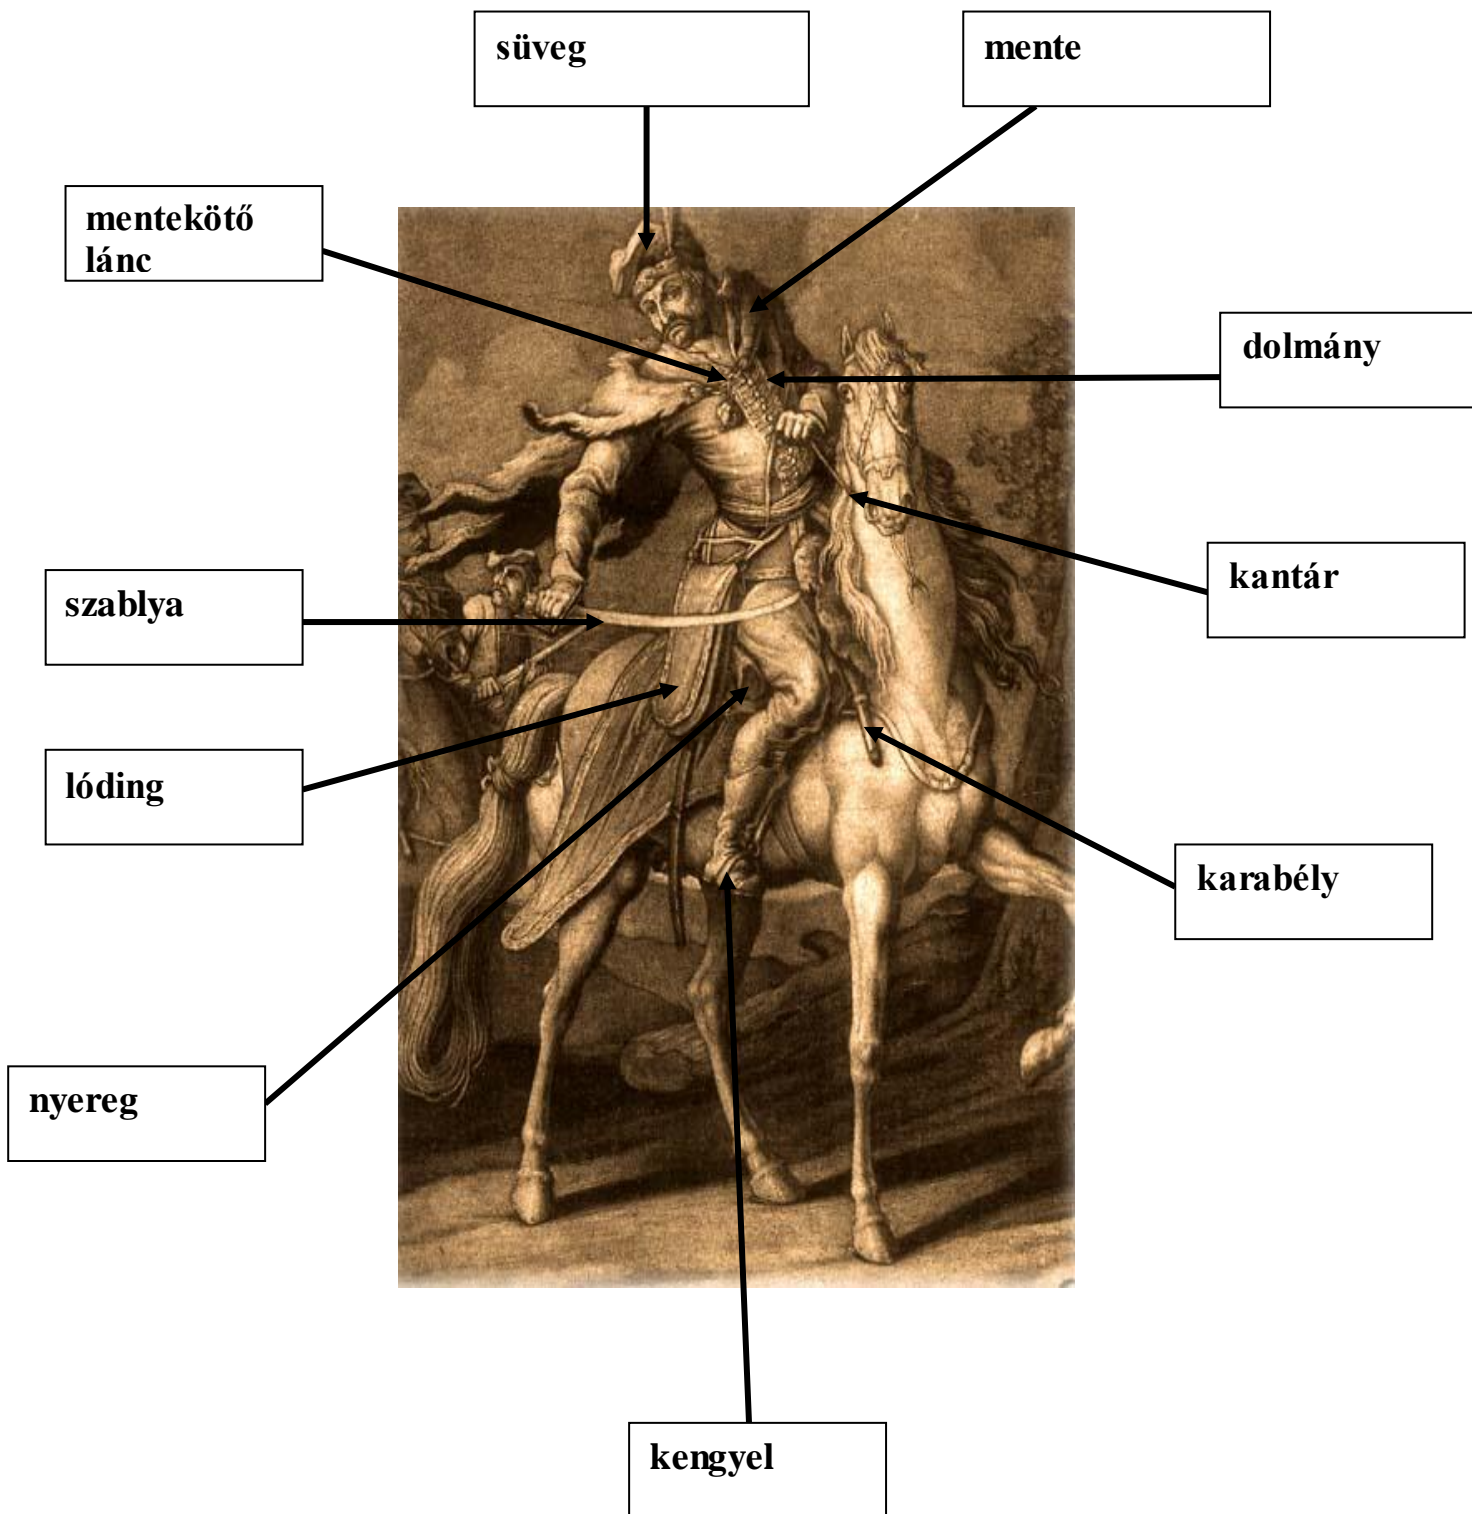 süveg
mente
mentekötő
lánc
dolmány
szablya
kantár
lóding
karabély
nyereg
kengyel